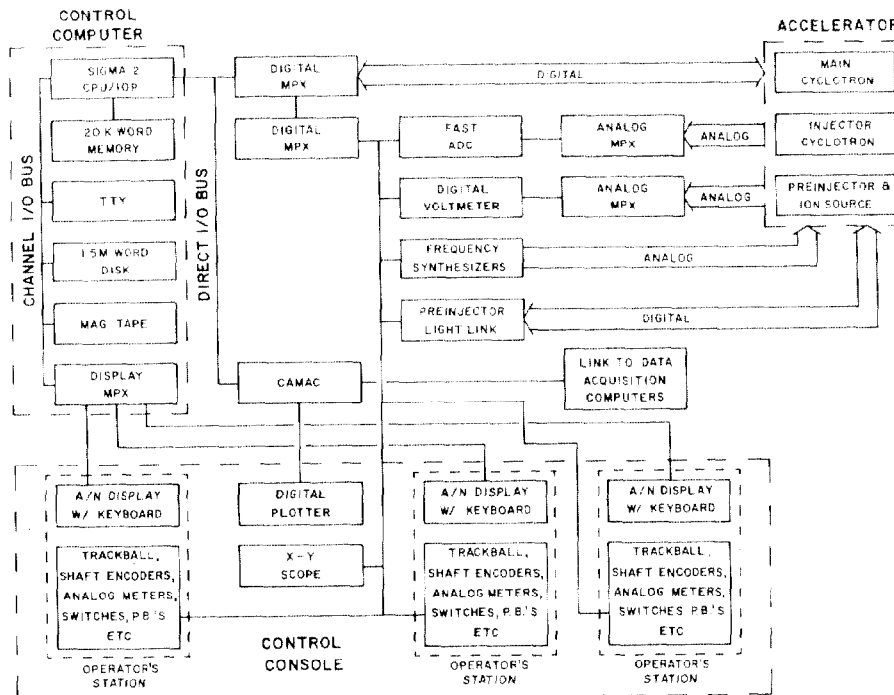 CONTROL
COMPUTER
ACCELERATOR
SIGMA 2
CPU/IOP
DIGITAL
MPX
DIGITAL
MAIN
CYCLOTRON
20K WORD
MEMORY
DIGITAL
MPX
FAST
ADC
ANALOG
MPX
ANALOG
INJECTOR
CYCLOTRON
CHANNEL I/O BUS
DIRECT I/O BUS
TTY
DIGITAL
VOLTMETER
ANALOG
MPX
ANALOG
PREINJECTOR &
ION SOURCE
1.5M WORD
DISK
FREQUENCY
SYNTHESIZERS
ANALOG
MAG TAPE
PREINJECTOR
LIGHT LINK
DIGITAL
DISPLAY
MPX
CAMAC
LINK TO DATA
ACQUISITION
COMPUTERS
A/N DISPLAY
W/ KEYBOARD
DIGITAL
PLOTTER
A/N DISPLAY
W/ KEYBOARD
A/N DISPLAY
W/ KEYBOARD
TRACKBALL,
SHAFT ENCODERS,
ANALOG METERS,
SWITCHES, P.B.'S
ETC
X-Y
SCOPE
TRACKBALL,
SHAFT ENCODERS,
ANALOG METERS,
SWITCHES, P.B.'S
ETC
TRACKBALL,
SHAFT ENCODERS,
ANALOG METERS,
SWITCHES P.B.'S
ETC
CONTROL
CONSOLE
OPERATOR'S
STATION
OPERATOR'S
STATION
OPERATOR'S
STATION